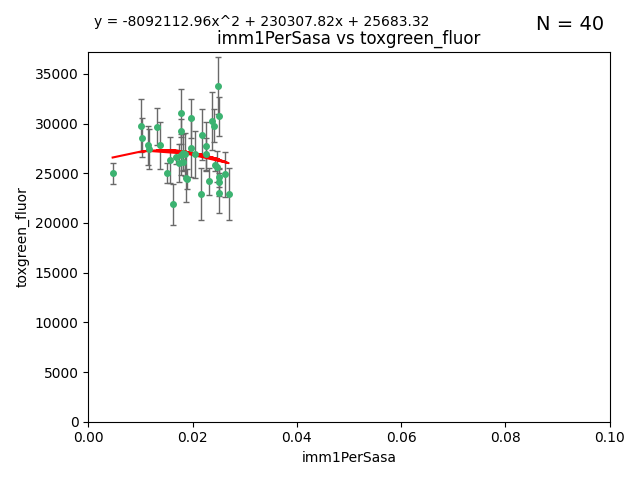 y = -8092112.96x^2 + 230307.82x + 25683.32
N = 40
imm1PerSasa vs toxgreen_fluor
35000
30000
25000
20000
15000
10000
5000
0
toxgreen_fluor
0.00 0.02 0.04 0.06 0.08 0.10
imm1PerSasa